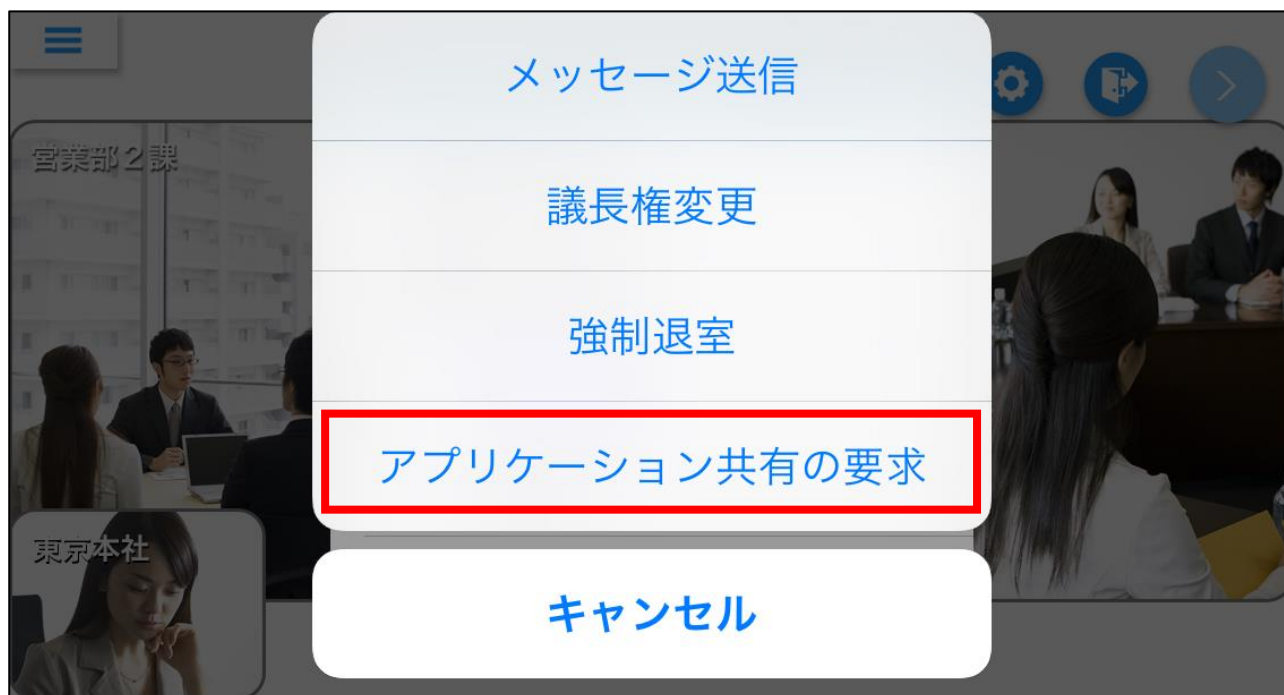 メッセージ送信
営業部２課
議長権変更
強制退室
アプリケーション共有の要求
東京本社
キャンセル